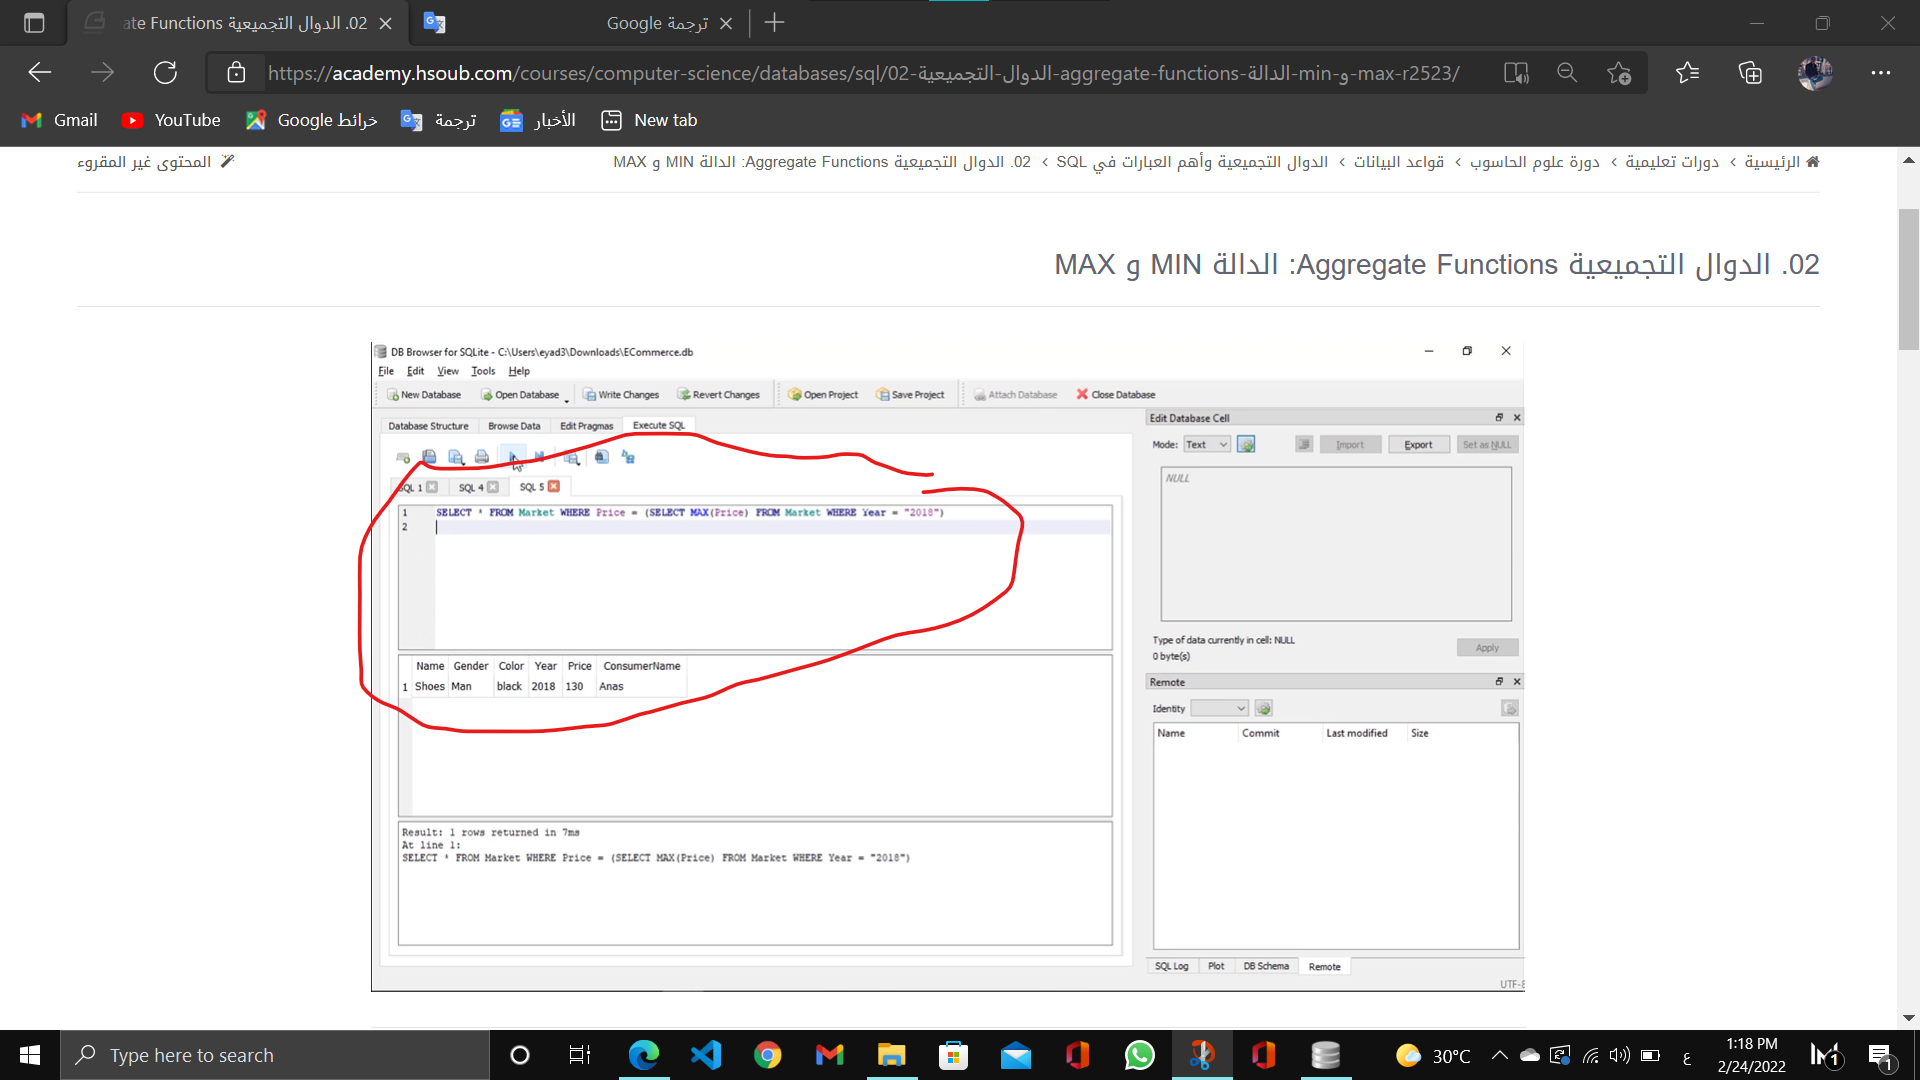 02. الدوال التجميعية ate Functions
ترجمة Google
https://academy.hsoub.com/courses/computer-science/databases/sql/02-الدوال-التجميعية-aggregate-functions-الدالة-min-و-max-r2523/
Gmail
YouTube
خرائط Google
ترجمة
الأخبار
New tab
الرئيسية › دورات تعليمية › دورة علوم الحاسوب › قواعد البيانات › الدوال التجميعية وأهم العبارات في SQL › 02. الدوال التجميعية Aggregate Functions: الدالة MIN و MAX
المحتوى غير المقروء
02. الدوال التجميعية Aggregate Functions: الدالة MIN و MAX
DB Browser for SQLite - C:\Users\eyad3\Downloads\ECommerce.db
File Edit View Tools Help
New Database Open Database Write Changes Revert Changes Open Project Save Project Attach Database Close Database
Database Structure Browse Data Edit Pragmas Execute SQL
SQL 1 SQL 4 SQL 5
1 SELECT * FROM Market WHERE Price = (SELECT MAX(Price) FROM Market WHERE Year = "2018")
2
Name Gender Color Year Price ConsumerName
1 Shoes Man black 2018 130 Anas
Result: 1 rows returned in 7ms
At line 1:
SELECT * FROM Market WHERE Price = (SELECT MAX(Price) FROM Market WHERE Year = "2018")
Edit Database Cell
Mode: Text Import Export Set as NULL
NULL
Type of data currently in cell: NULL
0 byte(s)
Apply
Remote
Identity
Name Commit Last modified Size
SQL Log Plot DB Schema Remote
UTF-8
Type here to search
30°C
ع
1:18 PM
2/24/2022
1
1